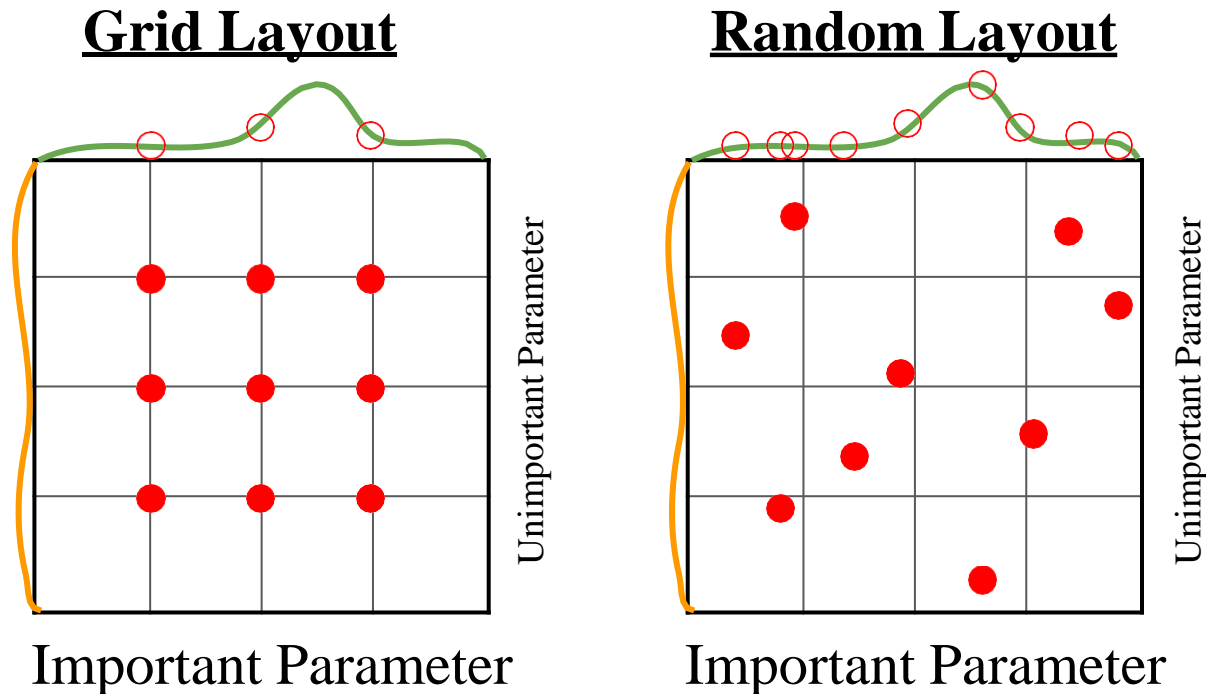 Grid Layout
Unimportant Parameter
Important Parameter
Random Layout
Unimportant Parameter
Important Parameter